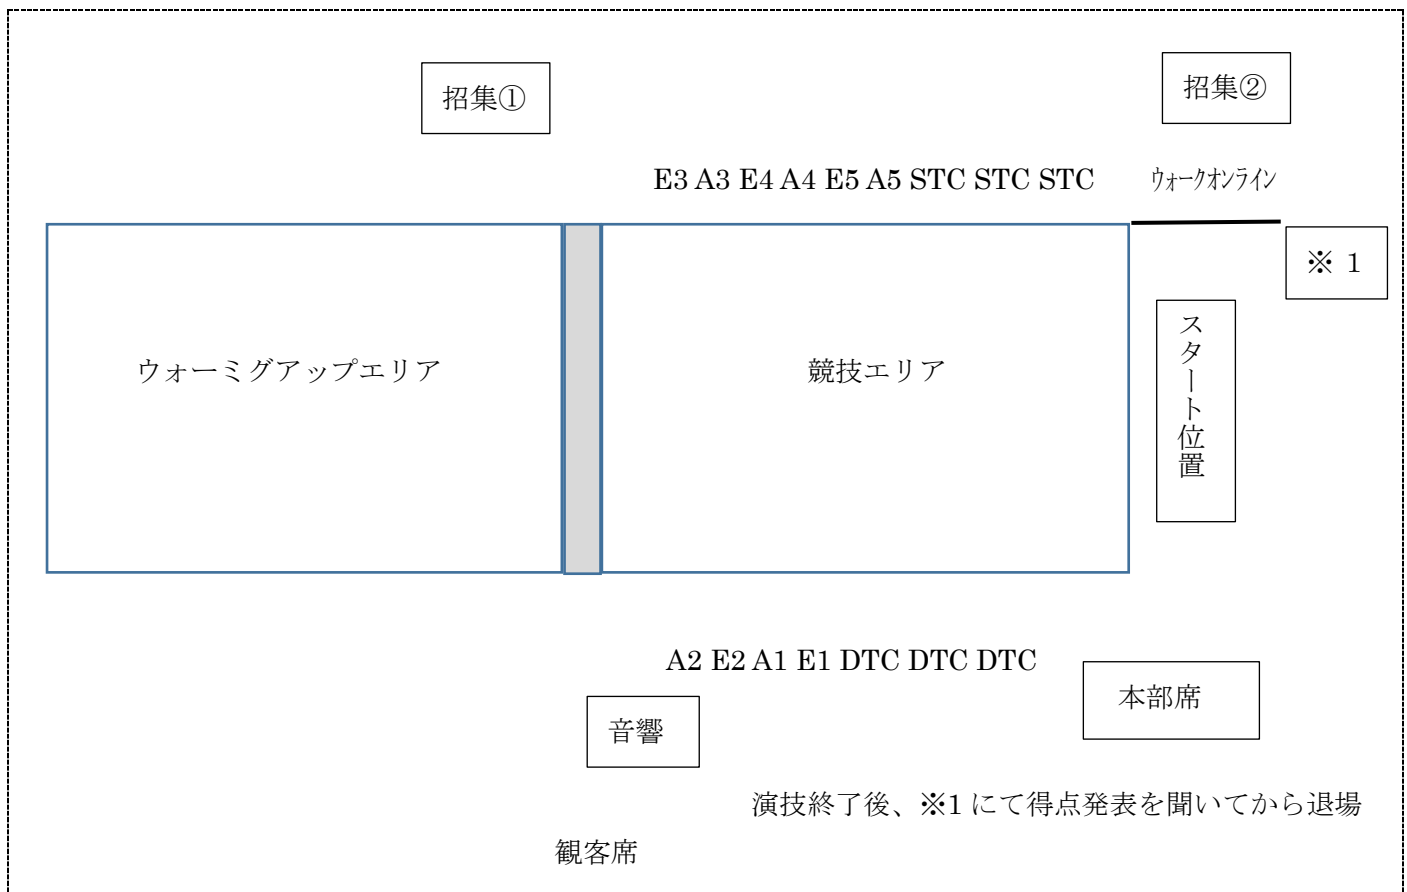 招集①
招集②
E3 A3 E4 A4 E5 A5 STC STC STC
ウォークオンライン
※ 1
ウォーミグアップエリア
競技エリア
スタート位置
A2 E2 A1 E1 DTC DTC DTC
本部席
音響
演技終了後、※1 にて得点発表を聞いてから退場
観客席